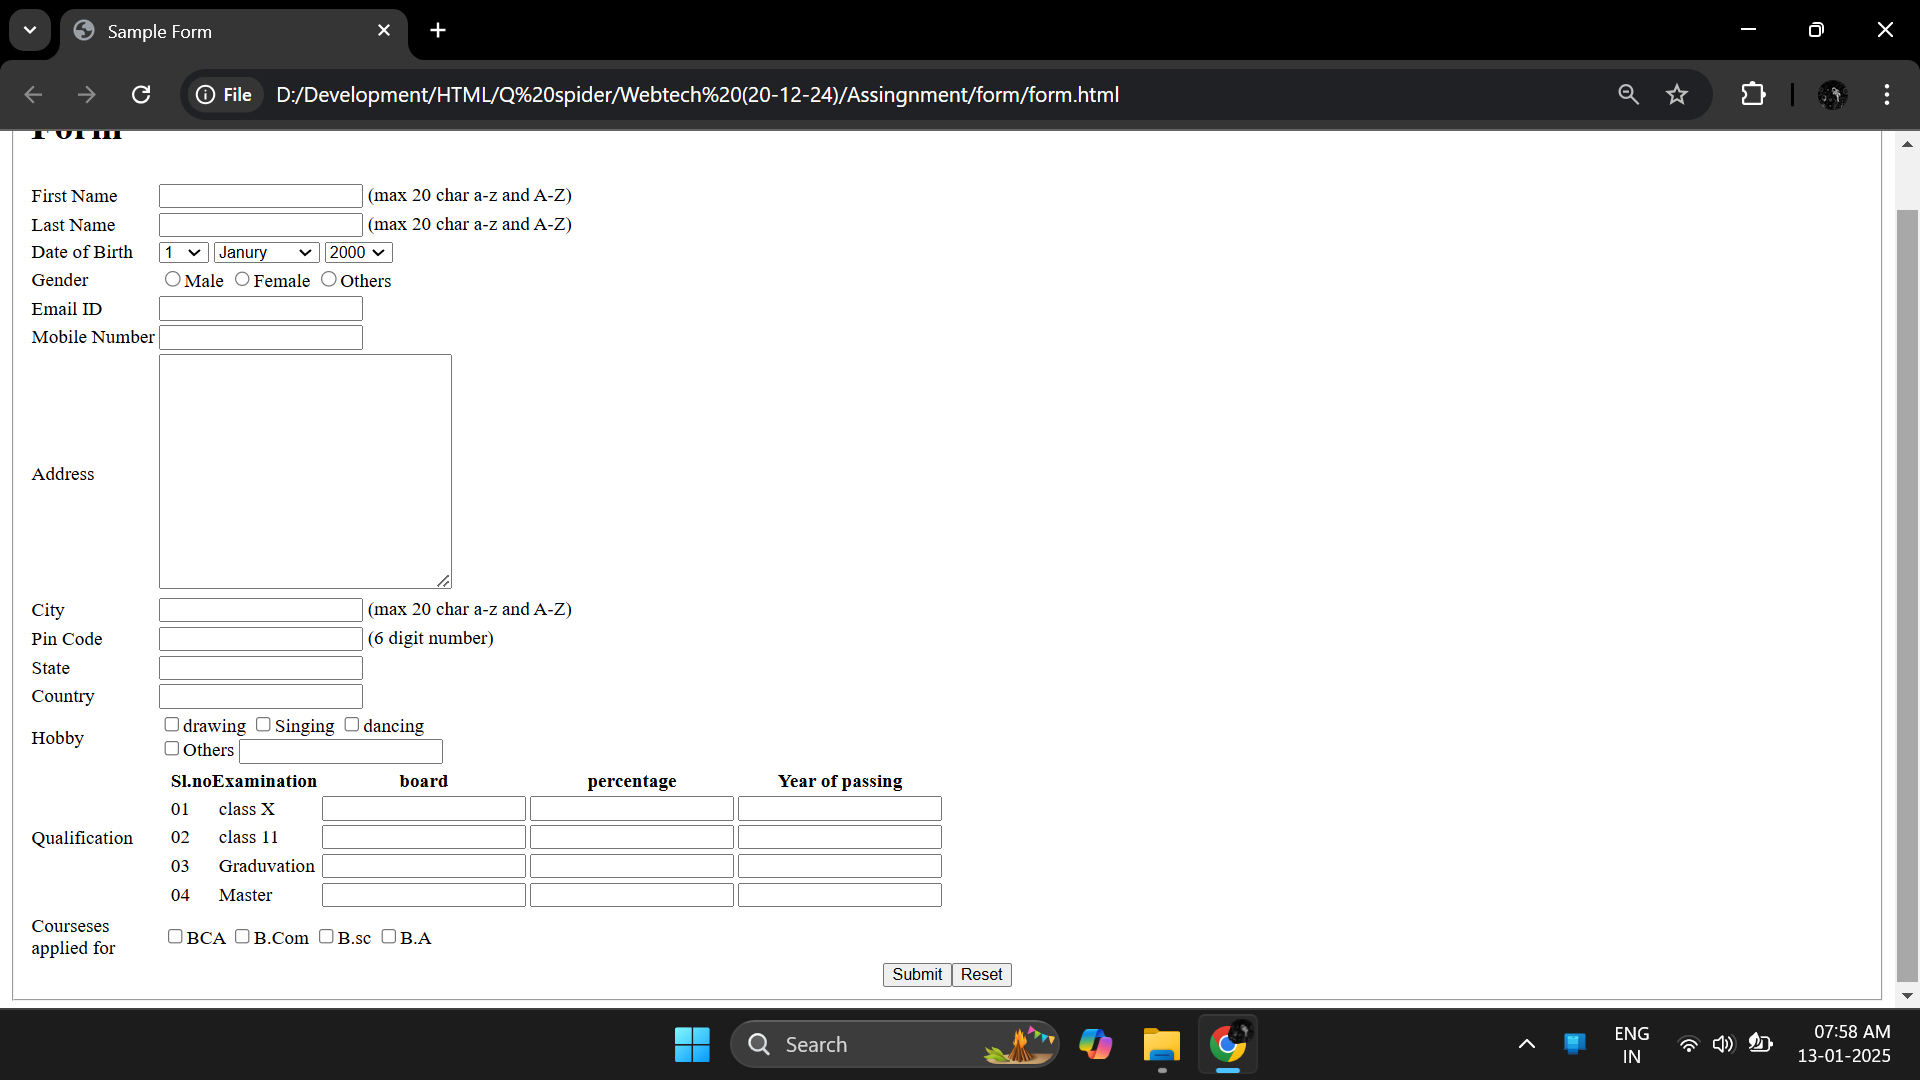 Sample Form
File D:/Development/HTML/Q%20spider/Webtech%20(20-12-24)/Assingnment/form/form.html
Form
First Name (max 20 char a-z and A-Z)
Last Name (max 20 char a-z and A-Z)
Date of Birth 1 Janury 2000
Gender Male Female Others
Email ID
Mobile Number
Address
City (max 20 char a-z and A-Z)
Pin Code (6 digit number)
State
Country
Hobby drawing Singing dancing
Others
Sl.no Examination board percentage Year of passing
01 class X
Qualification 02 class 11
03 Graduvation
04 Master
Courseses
applied for BCA B.Com B.sc B.A
Submit Reset
Search
ENG
IN
07:58 AM
13-01-2025